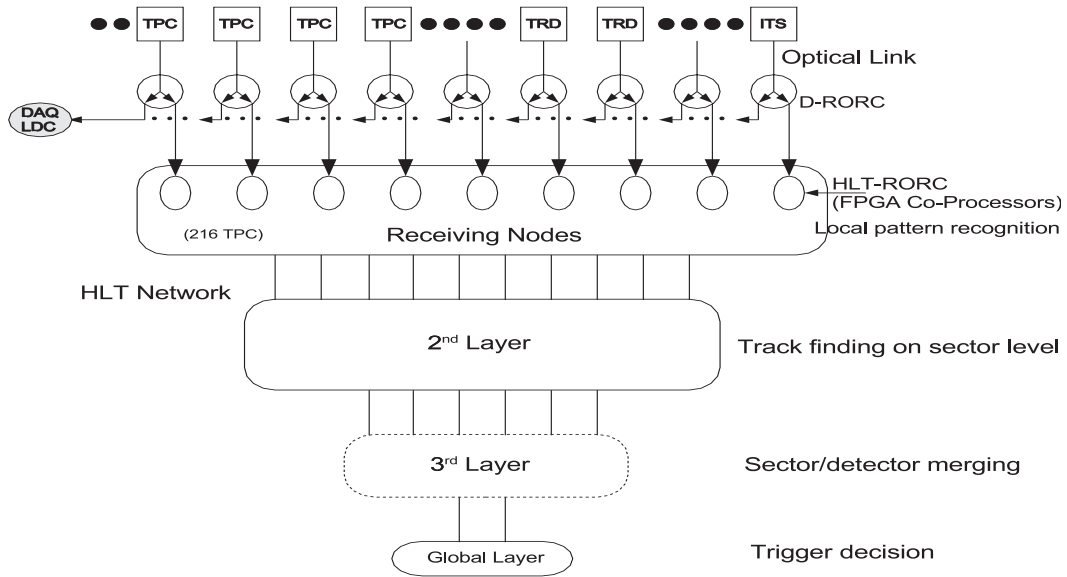 TPC TPC TPC TPC TRD TRD ITS
Optical Link
D-RORC
DAQ
LDC
HLT-RORC
(FPGA Co-Processors)
(216 TPC) Receiving Nodes Local pattern recognition
HLT Network
2nd Layer Track finding on sector level
3rd Layer Sector/detector merging
Global Layer Trigger decision